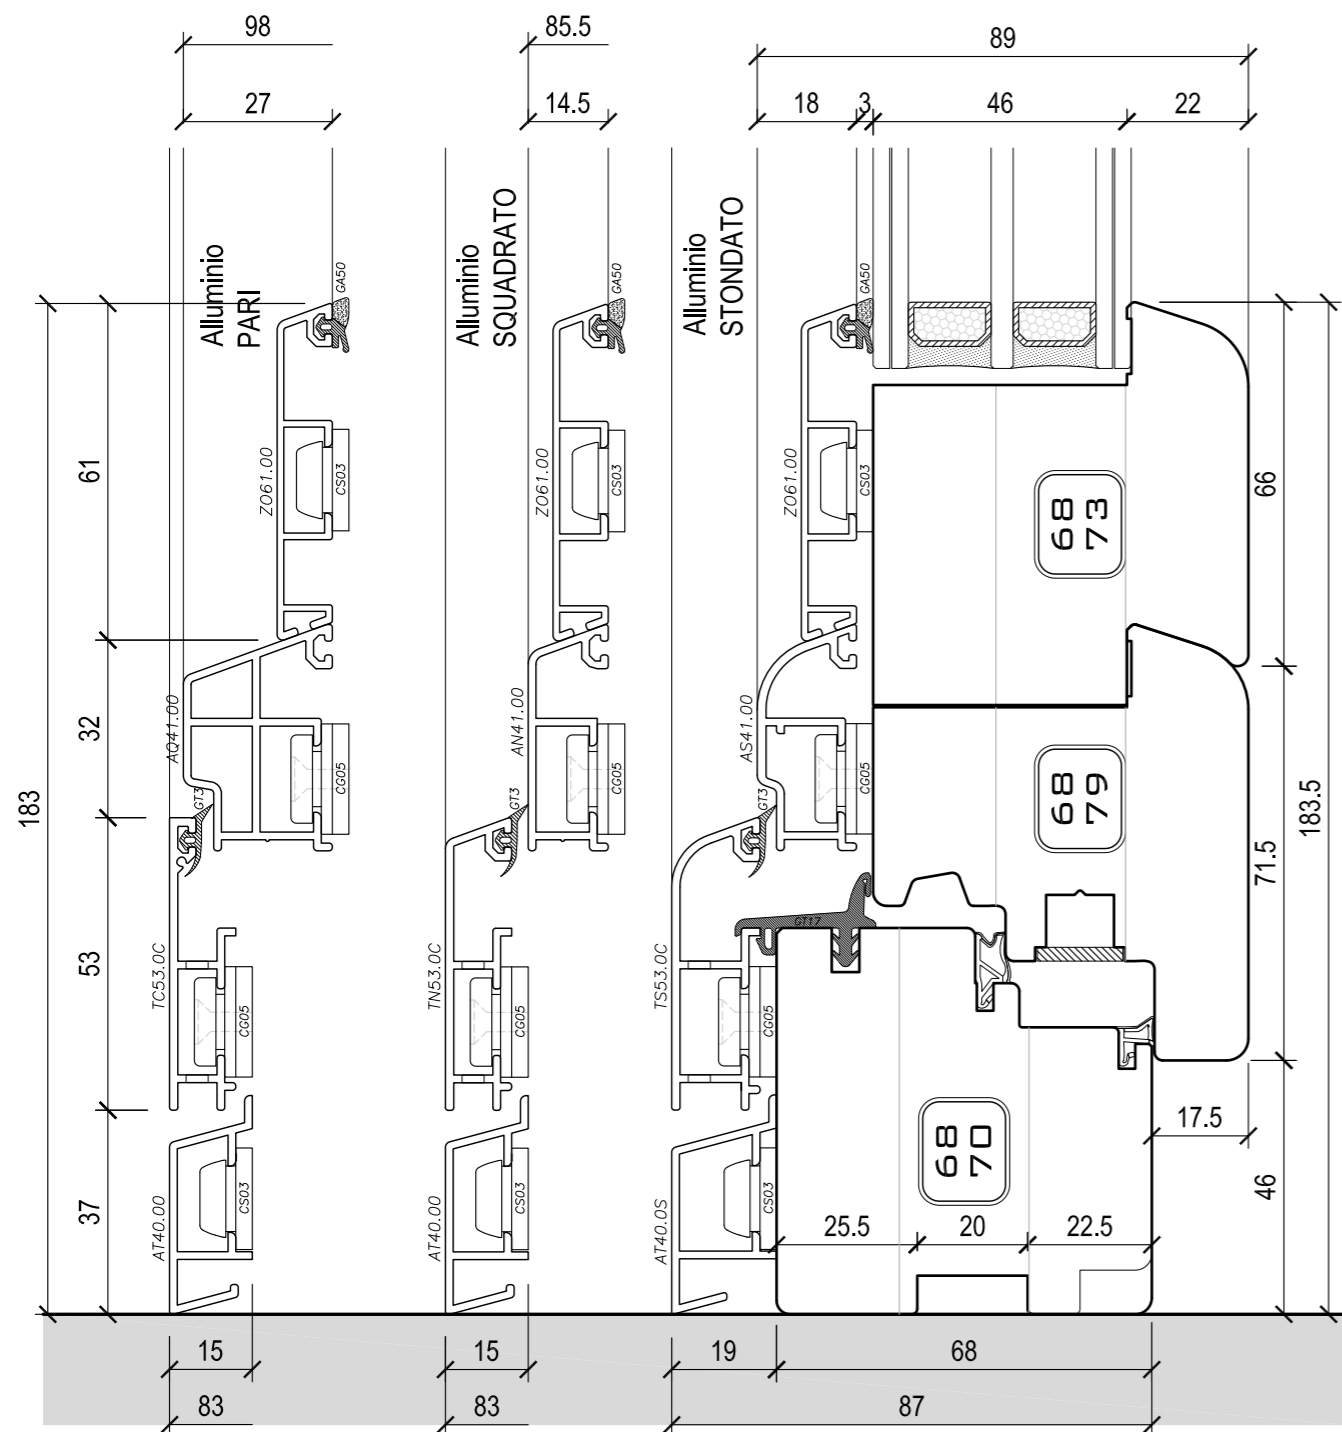 98
85.5
89
27
14.5
18
3
46
22
Alluminio
PARI
Alluminio
SQUADRATO
Alluminio
STONDATO
GA50
GA50
GA50
61
ZO61.00
CS03
ZO61.00
CS03
ZO61.00
CS03
68
73
66
32
AQ41.00
CG05
AN41.00
CG05
AS41.00
CG05
68
79
183
183.5
GT3
GT3
GT3
71.5
53
TC53.0C
CG05
TN53.0C
CG05
TS53.0C
CG05
GT17
17.5
68
70
37
AT40.00
CS03
AT40.00
CS03
AT40.0S
CS03
46
25.5
20
22.5
15
15
19
68
83
83
87